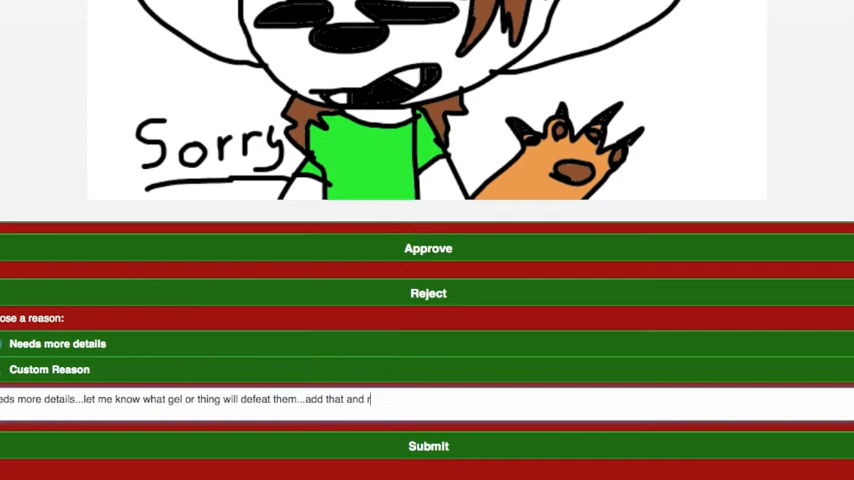 Sorry
Approve
Reject
ose a reason:
Needs more details
Custom Reason
eds more details...let me know what gel or thing will defeat them...add that and r
Submit